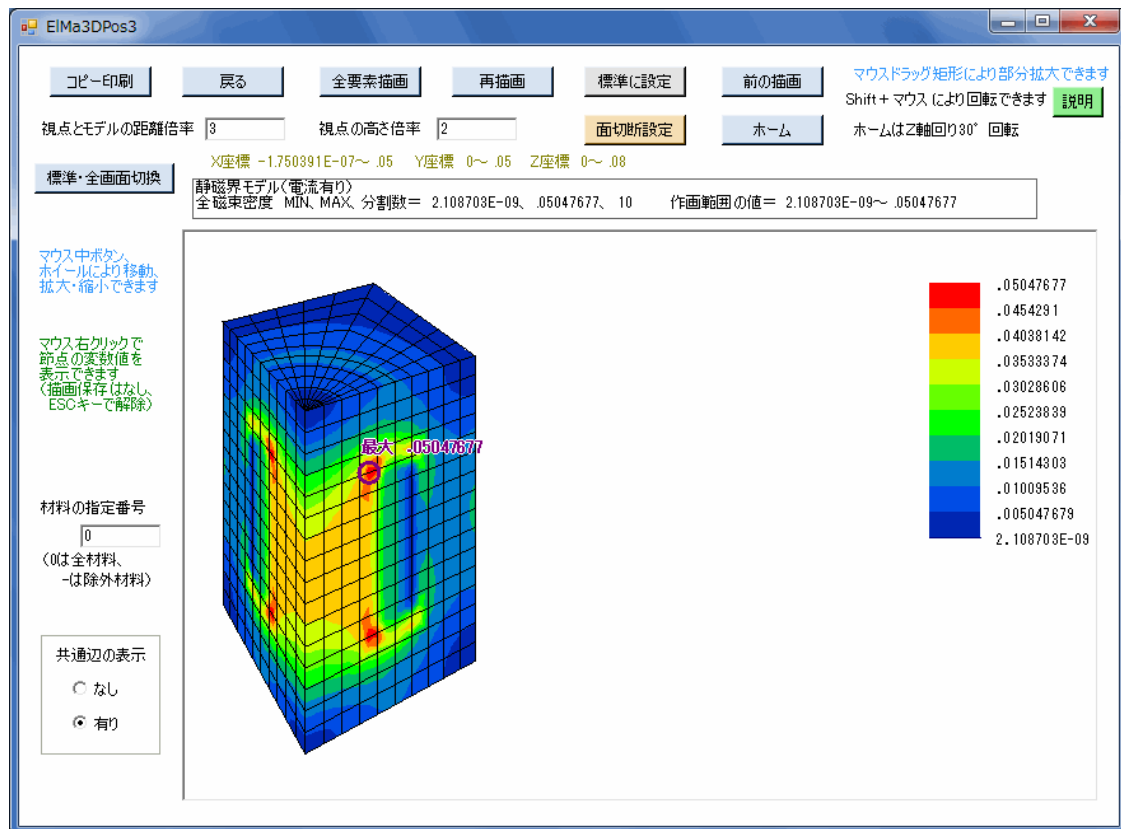 ElMa3DPos3
コピー印刷
戻る
全要素描画
再描画
標準に設定
前の描画
マウスドラッグ矩形により部分拡大できます
Shift+マウスにより回転できます
説明
視点とモデルの距離倍率 3
視点の高さ倍率 2
面切断設定
ホーム
ホームはZ軸回り30° 回転
X座標 -1.750391E-07～ .05 Y座標 0～ .05 Z座標 0～ .08
標準・全画面切換
静磁界モデル(電流有り)
全磁束密度 MIN、MAX、分割数= 2.108703E-09、 .05047677、 10 作画範囲の値= 2.108703E-09～ .05047677
マウス中ボタン、
ホイールにより移動、
拡大・縮小できます
マウス右クリックで
節点の変数値を
表示できます
(描画保存はなし、
ESCキーで解除)
材料の指定番号
0
(0は全材料、
-は除外材料)
共通辺の表示
なし
有り
最大 .05047677
.05047677
.0454291
.04038142
.03533374
.03028606
.02523839
.02019071
.01514303
.01009536
.005047679
2.108703E-09